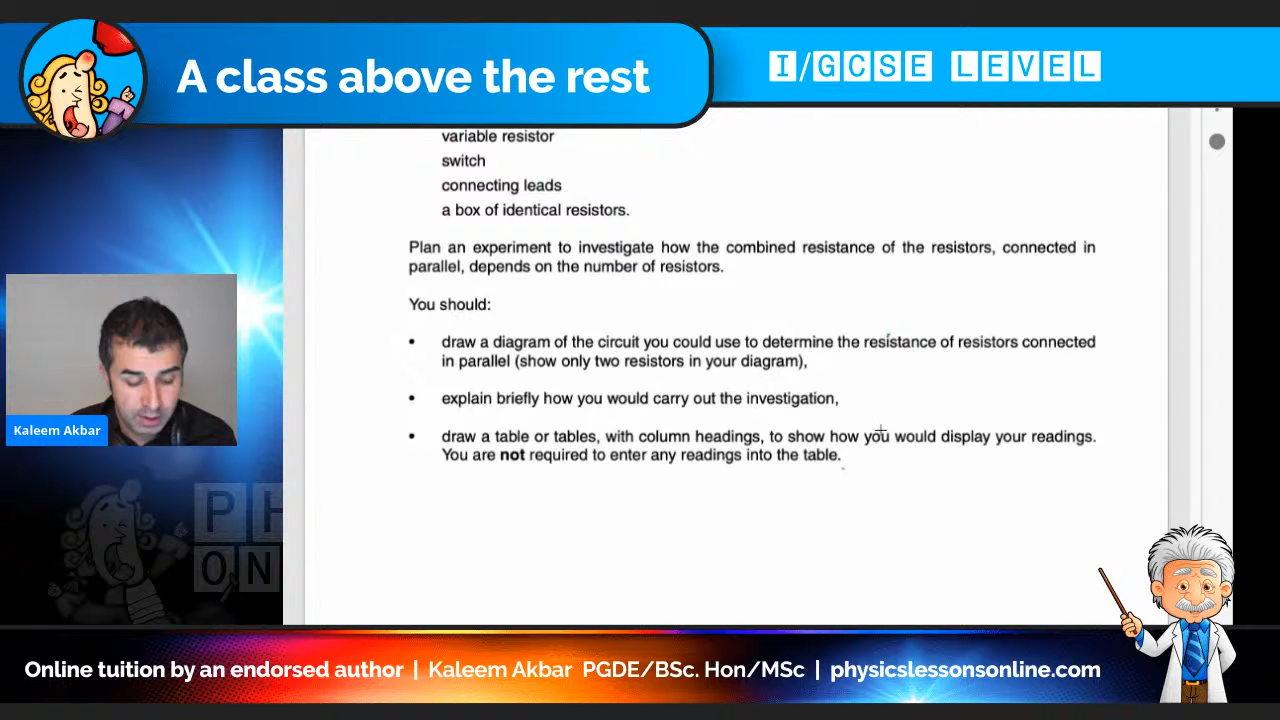 A class above the rest
I/GCSE LEVEL
variable resistor
switch
connecting leads
a box of identical resistors.
Plan an experiment to investigate how the combined resistance of the resistors, connected in
parallel, depends on the number of resistors.
You should:
• draw a diagram of the circuit you could use to determine the resistance of resistors connected
in parallel (show only two resistors in your diagram),
• explain briefly how you would carry out the investigation,
• draw a table or tables, with column headings, to show how you would display your readings.
You are not required to enter any readings into the table.
Kaleem Akbar
PH
ON
Online tuition by an endorsed author | Kaleem Akbar PGDE/BSc. Hon/MSc | physicslessonsonline.com